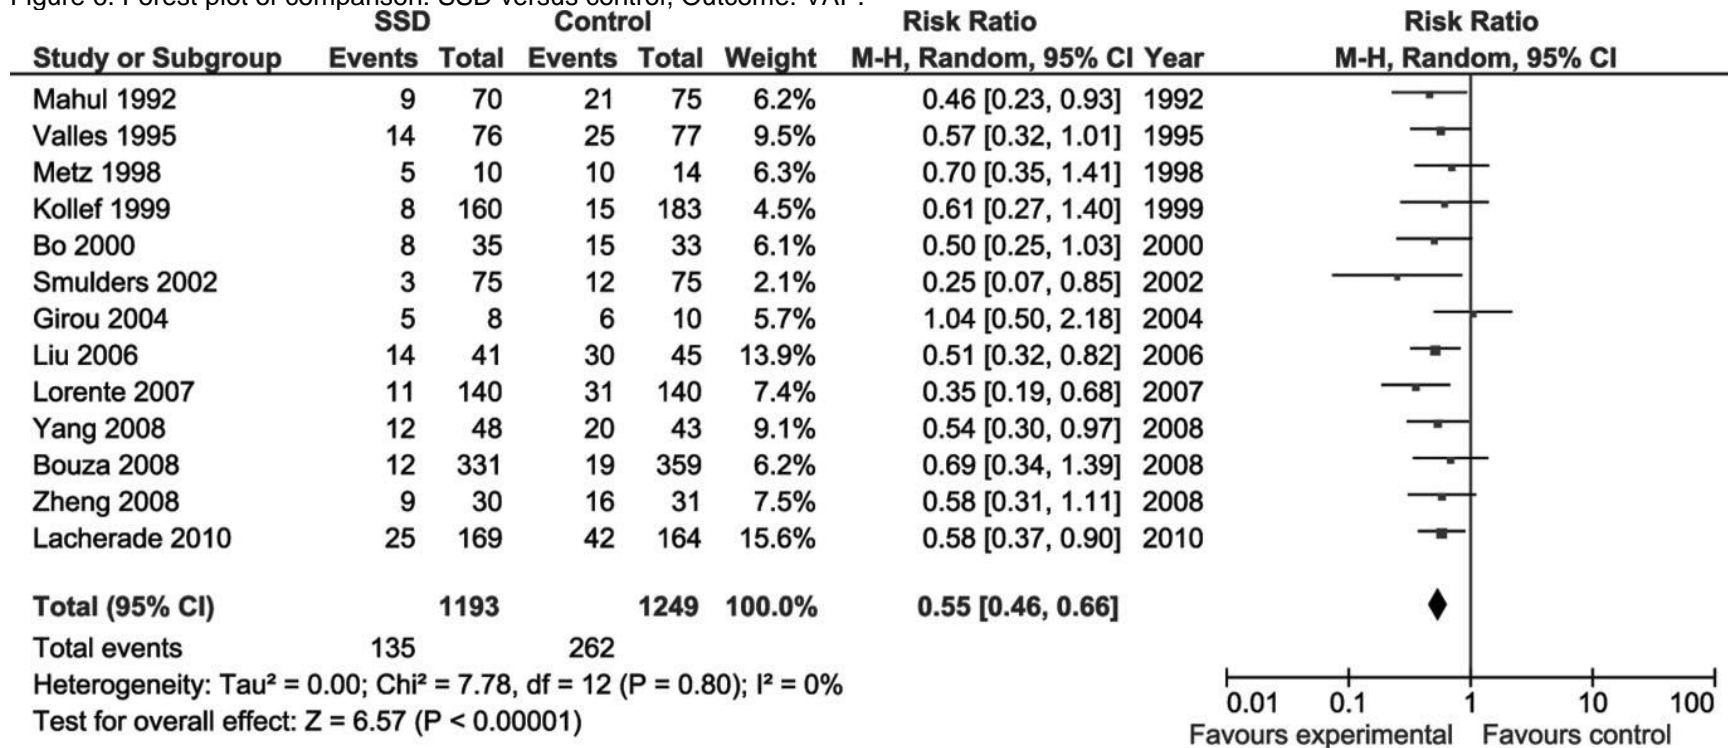 Figure 6. Forest plot of comparison: SSD versus control, Outcome: VAP.
SSD Control Risk Ratio Risk Ratio
Study or Subgroup Events Total Events Total Weight M-H, Random, 95% CI Year M-H, Random, 95% CI
Mahul 1992 9 70 21 75 6.2% 0.46 [0.23, 0.93] 1992
Valles 1995 14 76 25 77 9.5% 0.57 [0.32, 1.01] 1995
Metz 1998 5 10 10 14 6.3% 0.70 [0.35, 1.41] 1998
Kollef 1999 8 160 15 183 4.5% 0.61 [0.27, 1.40] 1999
Bo 2000 8 35 15 33 6.1% 0.50 [0.25, 1.03] 2000
Smulders 2002 3 75 12 75 2.1% 0.25 [0.07, 0.85] 2002
Girou 2004 5 8 6 10 5.7% 1.04 [0.50, 2.18] 2004
Liu 2006 14 41 30 45 13.9% 0.51 [0.32, 0.82] 2006
Lorente 2007 11 140 31 140 7.4% 0.35 [0.19, 0.68] 2007
Yang 2008 12 48 20 43 9.1% 0.54 [0.30, 0.97] 2008
Bouza 2008 12 331 19 359 6.2% 0.69 [0.34, 1.39] 2008
Zheng 2008 9 30 16 31 7.5% 0.58 [0.31, 1.11] 2008
Lacherade 2010 25 169 42 164 15.6% 0.58 [0.37, 0.90] 2010
Total (95% CI) 1193 1249 100.0% 0.55 [0.46, 0.66]
Total events 135 262
Heterogeneity: Tau² = 0.00; Chi² = 7.78, df = 12 (P = 0.80); I² = 0%
Test for overall effect: Z = 6.57 (P < 0.00001)
0.01 0.1 1 10 100
Favours experimental Favours control